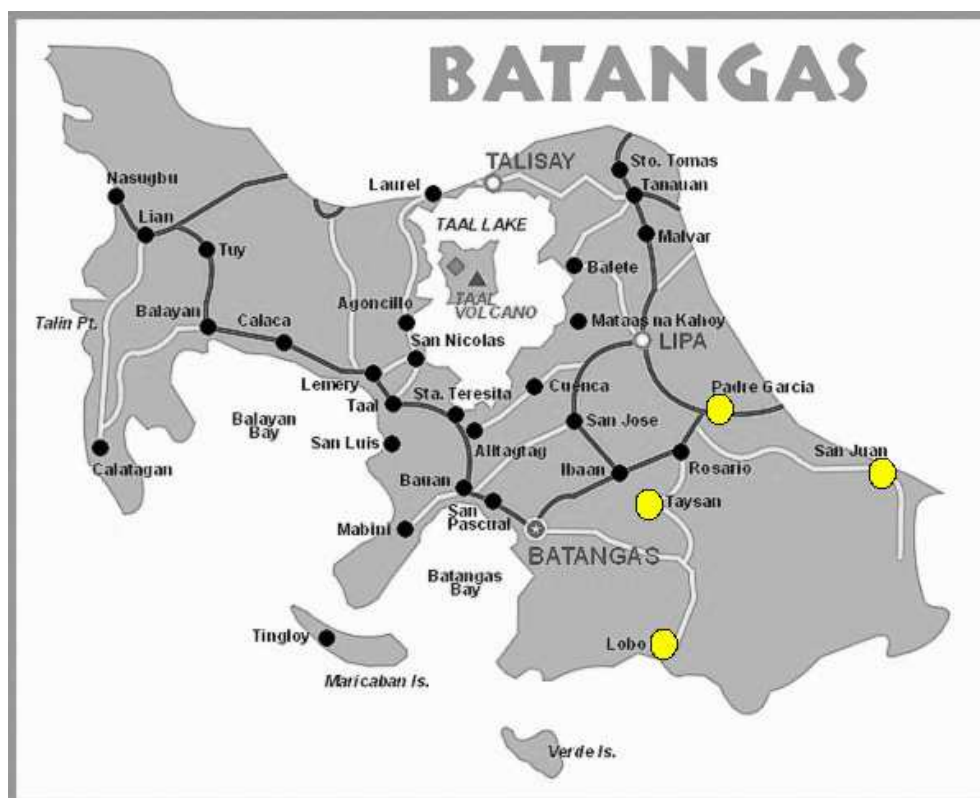 BATANGAS
TALISAY
Sto. Tomas
Nasugbu
Laurel
Tanauan
Lian
TAAL LAKE
Malvar
Tuy
Balete
TAAL
VOLCANO
Agoncillo
Balayan
Calaca
Talin Pt.
Mataas na Kahoy
San Nicolas
LIPA
Lemery
Cuenca
Padre Garcia
Sta. Teresita
Taal
Balayan
Bay
San Luis
San Jose
Alitagtag
San Juan
Calatagan
Ibaan
Rosario
Bauan
Taysan
San
Pascual
Mabini
BATANGAS
Batangas
Bay
Tingloy
Lobo
Maricaban Is.
Verde Is.